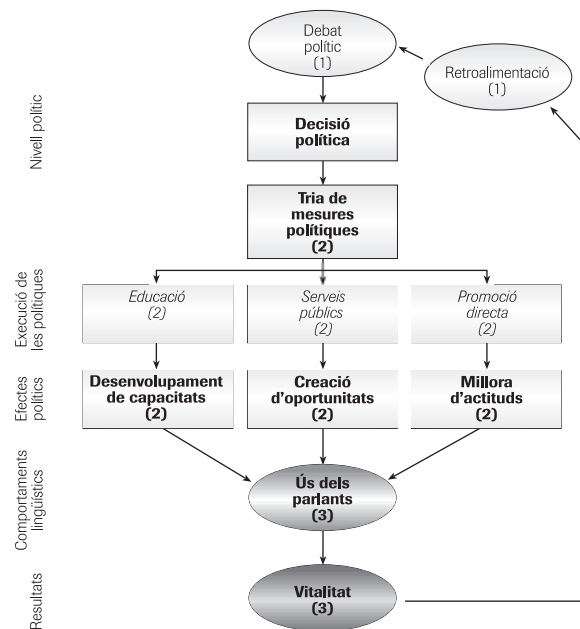 Debat
polític
(1)
Retroalimentació
(1)
Nivell polític
Decisió
política
Tria de
mesures
polítiques
(2)
Execució de
les polítiques
Educació
(2)
Serveis
públics
(2)
Promoció
directa
(2)
Efectes
polítics
Desenvolupament
de capacitats
(2)
Creació
d'oportunitats
(2)
Millora
d'actituds
(2)
Comportaments
lingüístics
Ús dels
parlants
(3)
Resultats
Vitalitat
(3)